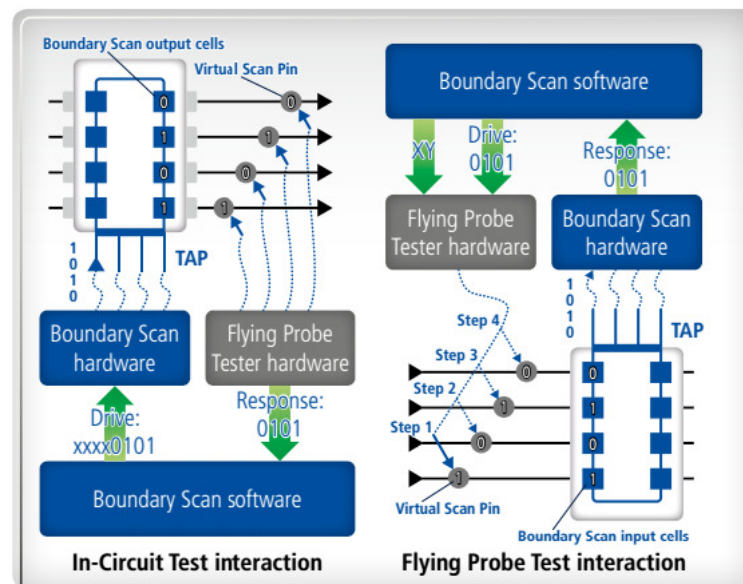 Boundary Scan output cells
Virtual Scan Pin
0
0
1
1
0
0
1
1
1
0
1
0
TAP
Boundary Scan
hardware
Flying Probe
Tester hardware
Drive:
xxxx0101
Response:
0101
Boundary Scan software
In-Circuit Test interaction
Boundary Scan software
XY
Drive:
0101
Response:
0101
Flying Probe
Tester hardware
Boundary Scan
hardware
1
0
1
0
TAP
Step 4
Step 3
Step 2
Step 1
0
0
1
1
0
0
1
1
Virtual Scan Pin
Boundary Scan input cells
Flying Probe Test interaction